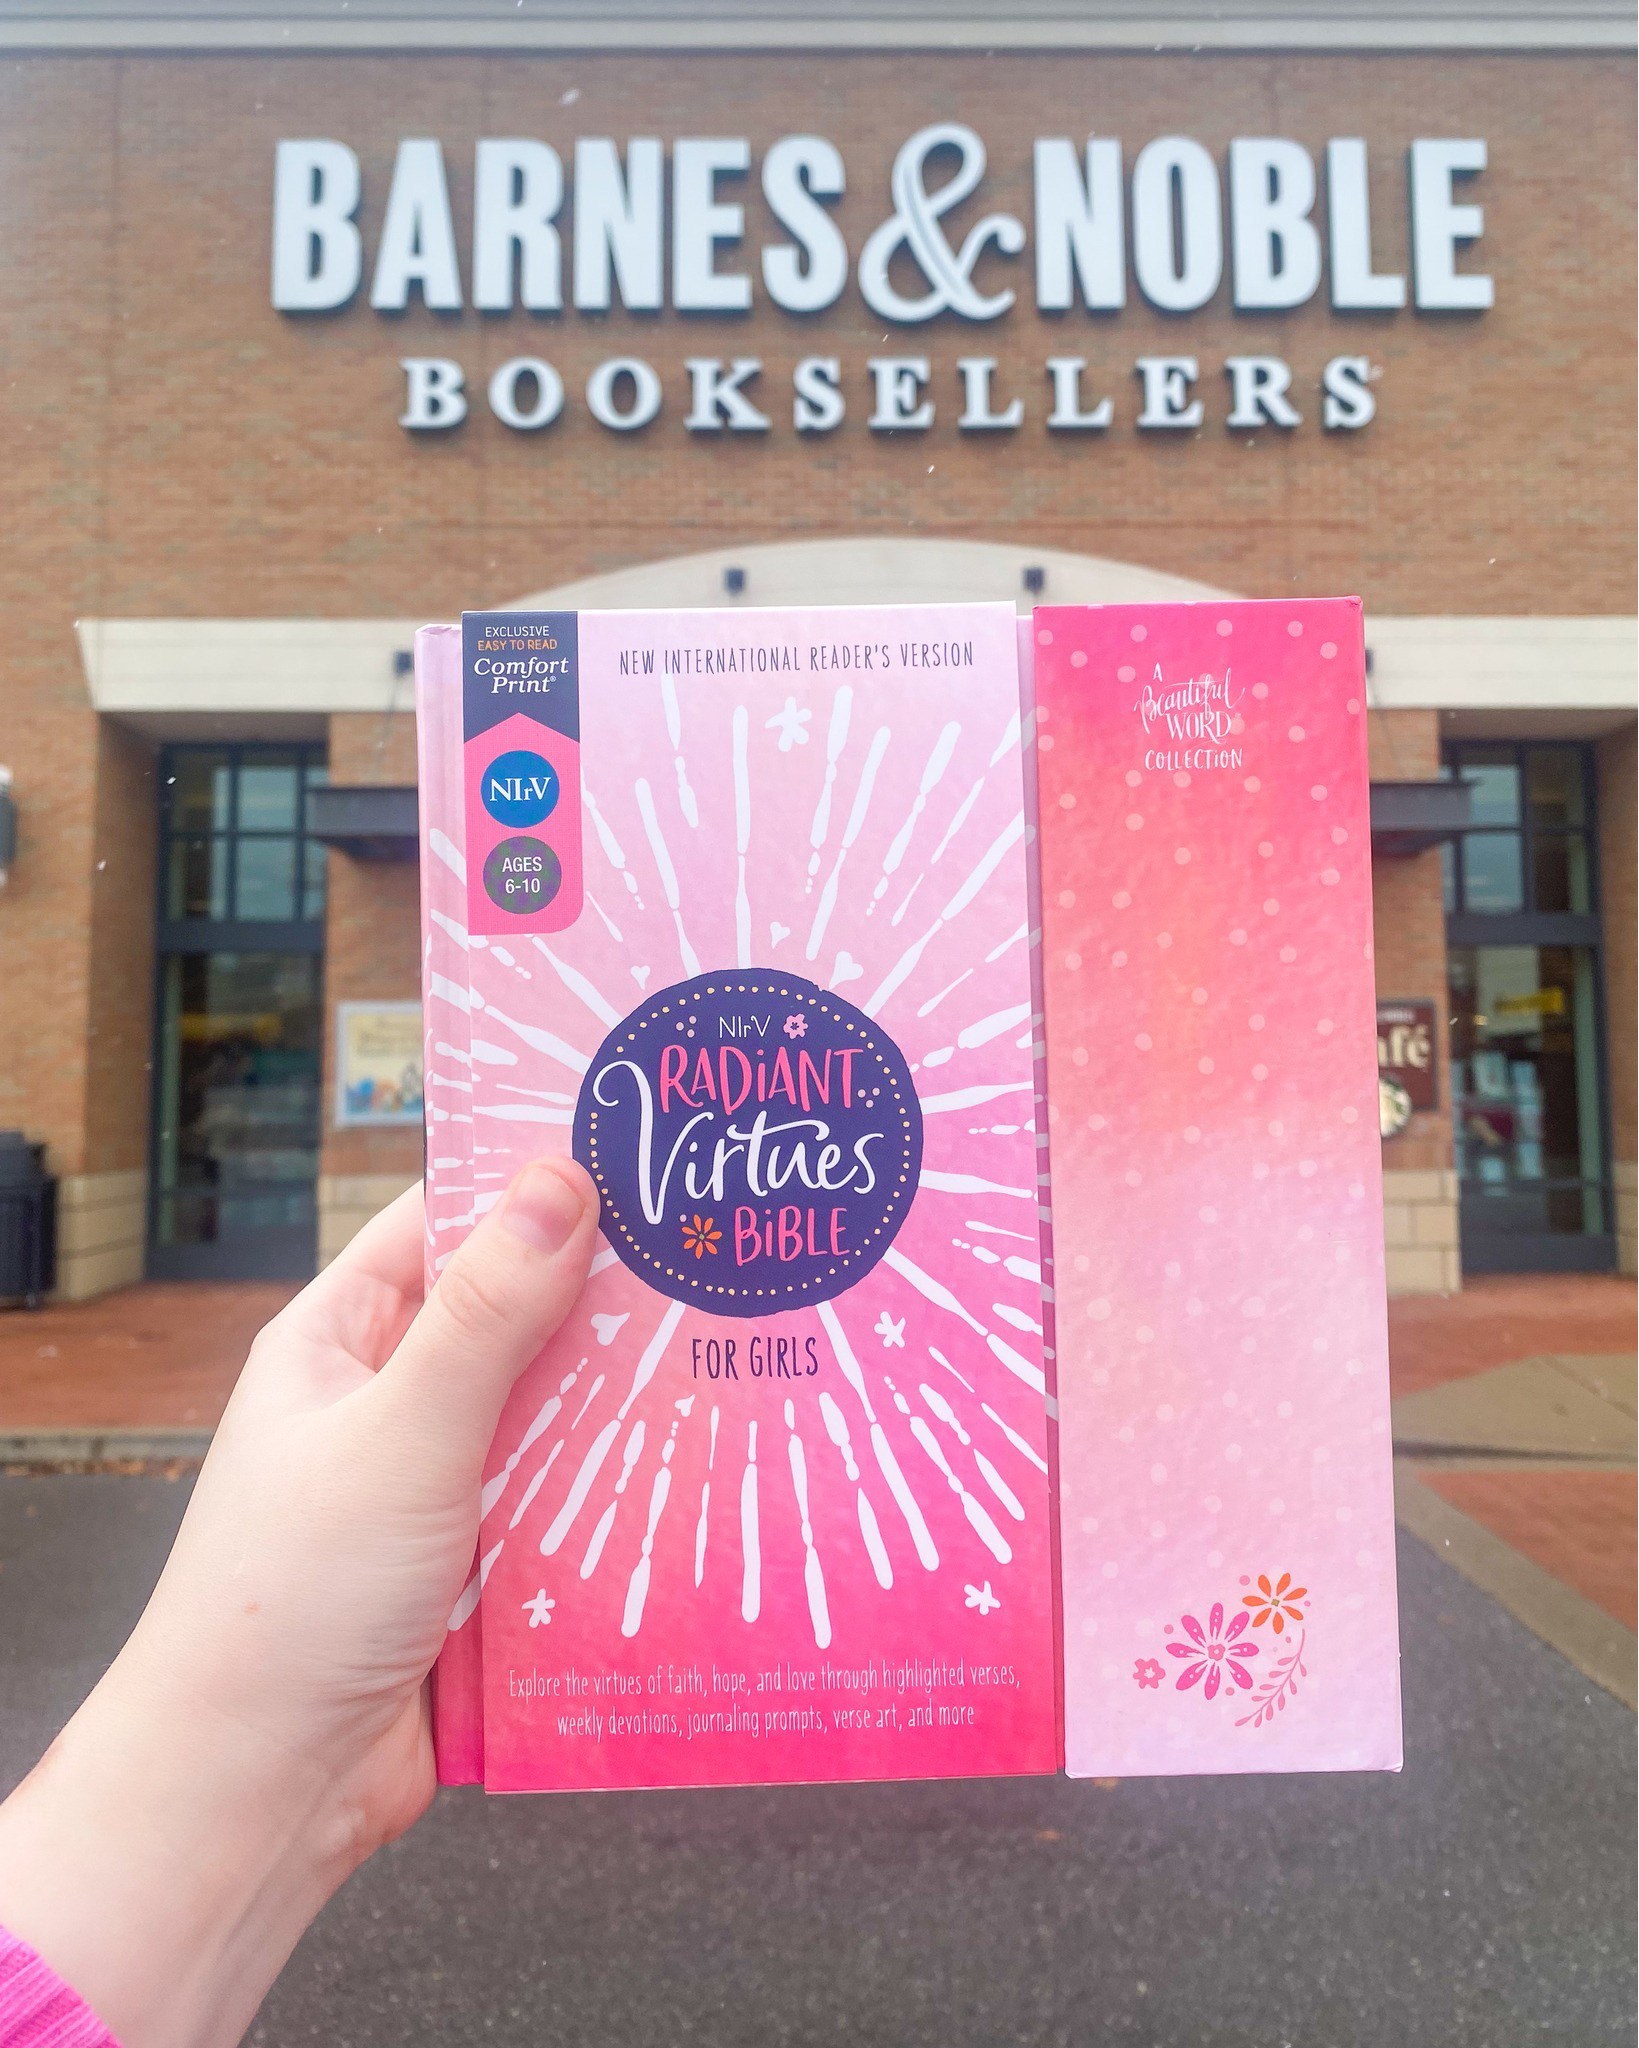 BARNES & NOBLE
BOOKSELLERS
EXCLUSIVE
EASY TO READ
Comfort
Print®
NIrV
AGES
6-10
NEW INTERNATIONAL READER'S VERSION
NIrV
RADiANT
Virtues
BiBLE
FOR GIRLS
Explore the virtues of faith, hope, and love through highlighted verses,
weekly devotions, journaling prompts, verse art, and more
A
Beautiful
WORD
COLLECTION